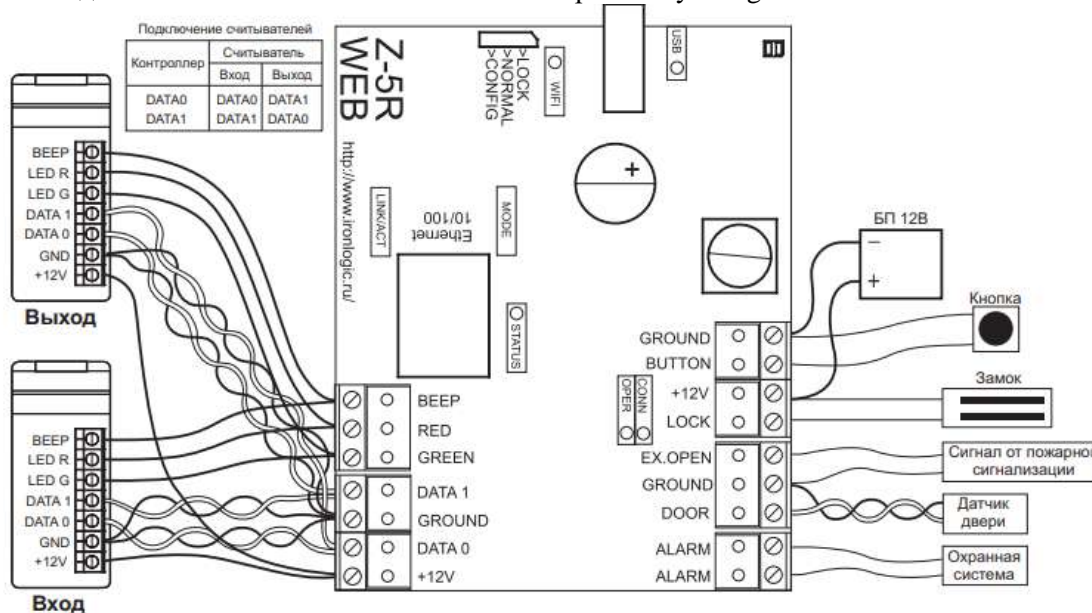 Подключение считывателей
Контроллер
Считыватель
Вход
Выход
DATA0
DATA0
DATA1
DATA1
DATA1
DATA0
BEEP
LED R
LED G
DATA 1
DATA 0
GND
+12V
Выход
BEEP
LED R
LED G
DATA 1
DATA 0
GND
+12V
Вход
Z-5R
WEB
http://www.ironlogic.ru/
>LOCK
>NORMAL
>CONFIG
WIFI
USB
LINK/ACT
Ethernet
10/100
MODE
STATUS
BEEP
RED
GREEN
DATA 1
GROUND
DATA 0
+12V
CONN
OPER
GROUND
BUTTON
+12V
LOCK
EX.OPEN
GROUND
DOOR
ALARM
ALARM
БП 12В
−
+
+
Кнопка
Замок
Сигнал от пожарно
сигнализации
Датчик
двери
Охранная
система